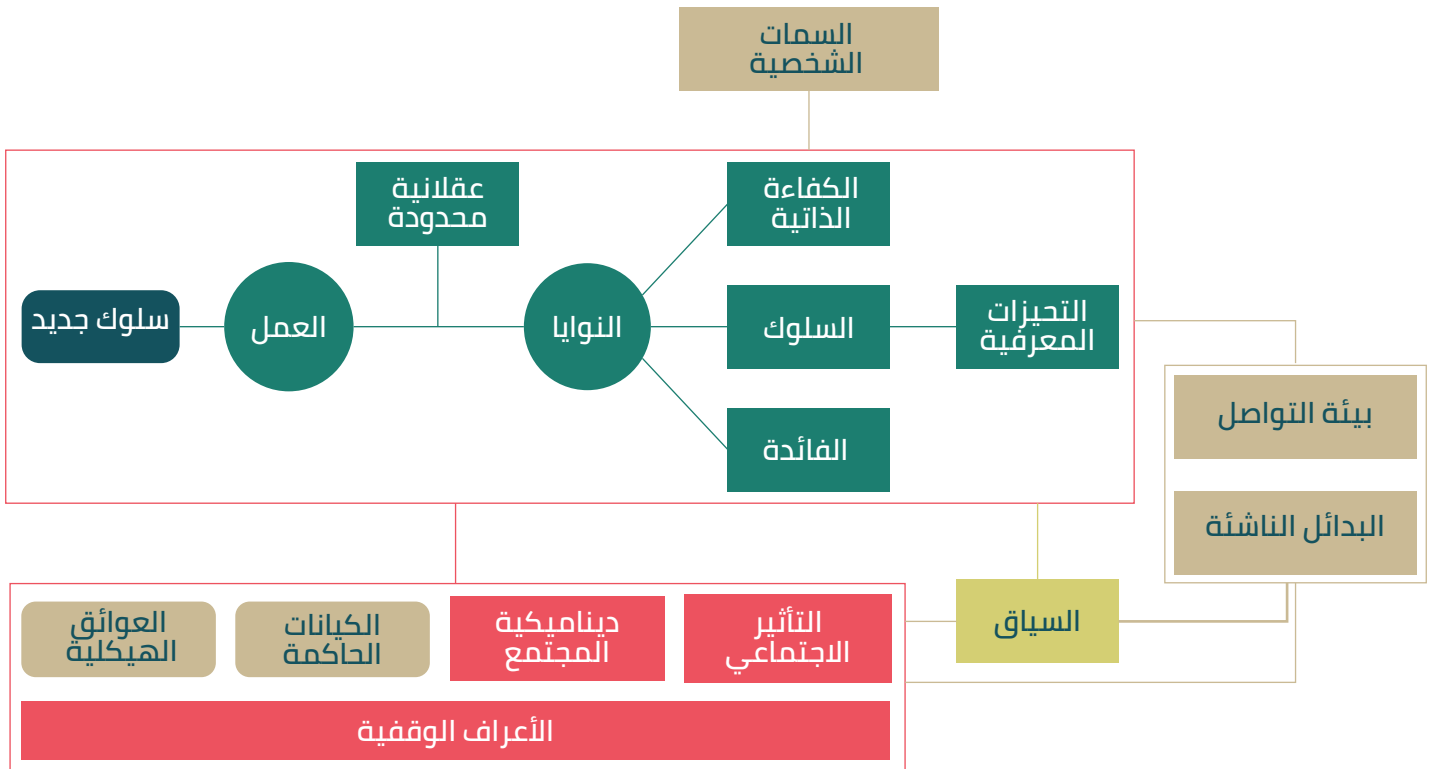 السمات
الشخصية
عقلانية
محدودة
الكفاءة
الذاتية
التحيزات
المعرفية
السلوك
النوايا
العمل
سلوك جديد
الفائدة
بيئة التواصل
البدائل الناشئة
السياق
التأثير
الاجتماعي
ديناميكية
المجتمع
الكيانات
الحاكمة
العوائق
الهيكلية
الأعراف الوقفية